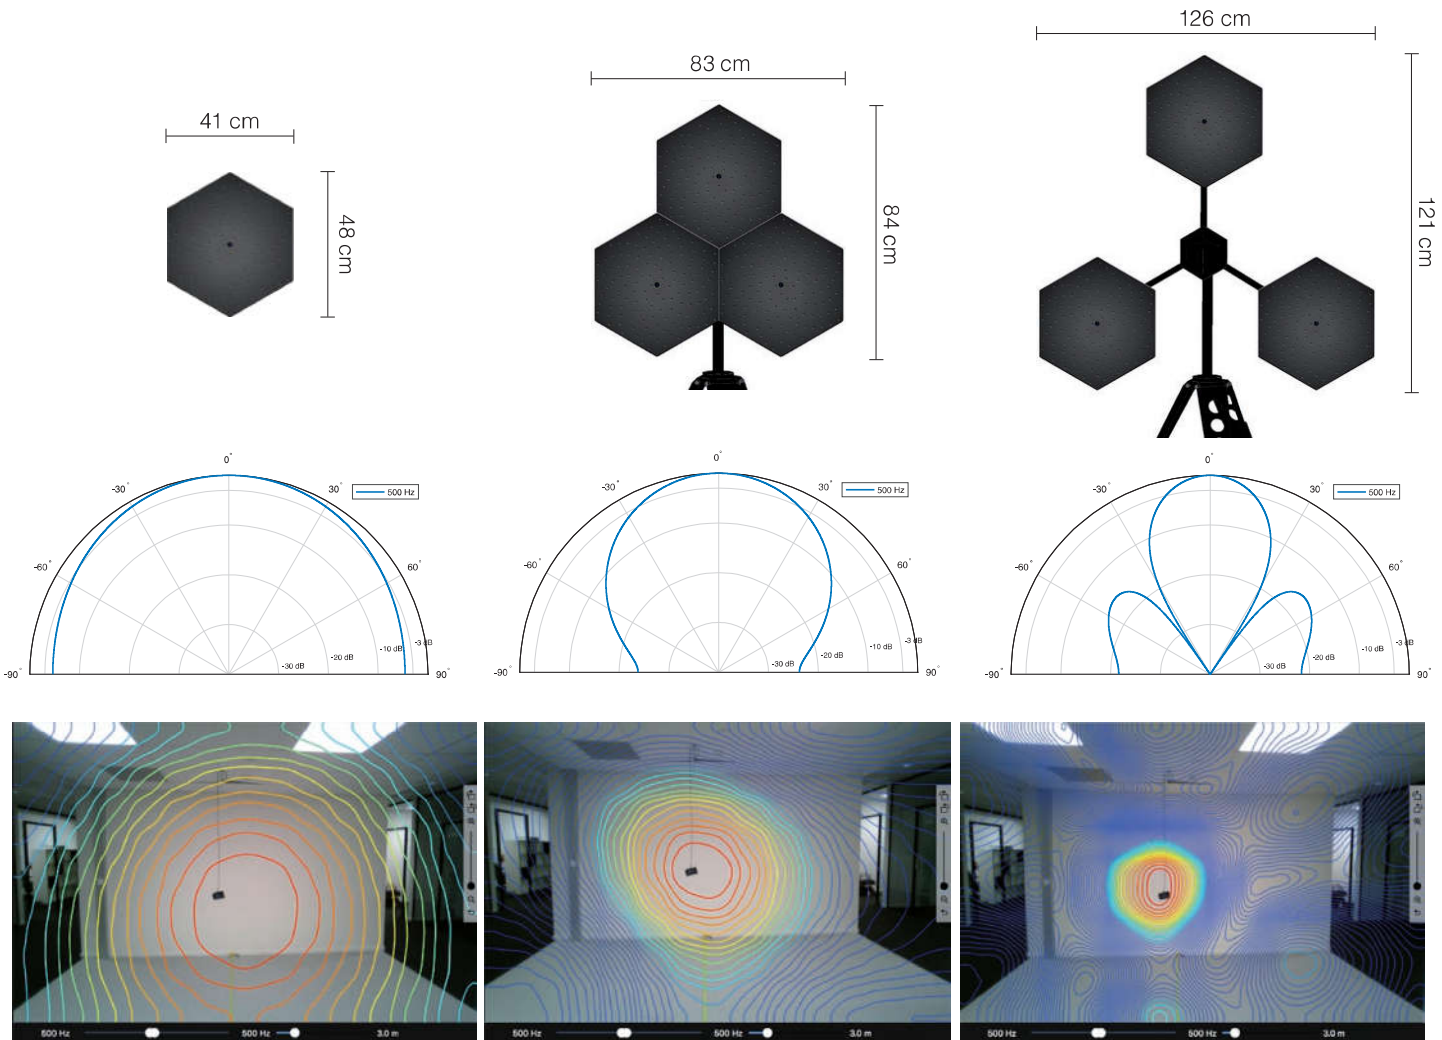 126 cm
83 cm
41 cm
48 cm
84 cm
121 cm
0°
-30°
30°
500 Hz
-60°
60°
-90°
-30 dB
-20 dB
-10 dB
-3 dB
90°
0°
-30°
30°
500 Hz
-60°
60°
-90°
-30 dB
-20 dB
-10 dB
-3 dB
90°
0°
-30°
30°
500 Hz
-60°
60°
-90°
-30 dB
-20 dB
-10 dB
-3 dB
90°
500 Hz
500 Hz
3.0 m
500 Hz
500 Hz
3.0 m
500 Hz
500 Hz
3.0 m